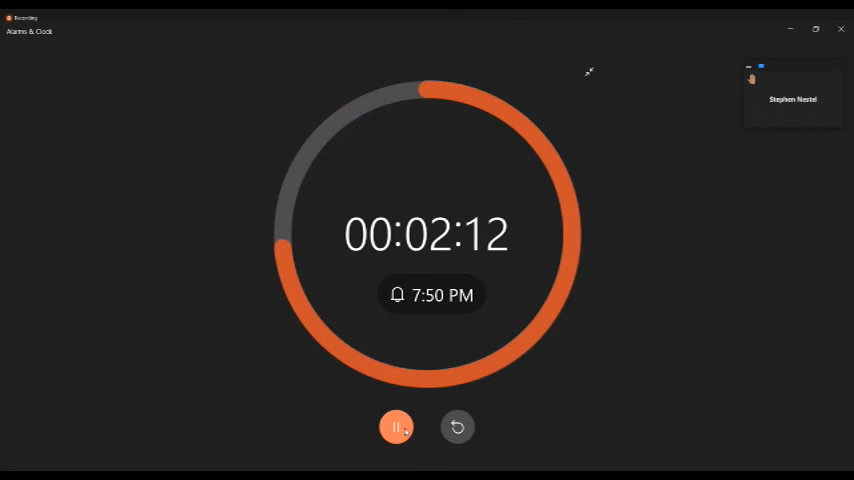 Recording
Alarms & Clock
Stephen Nestel
00:02:12
7:50 PM